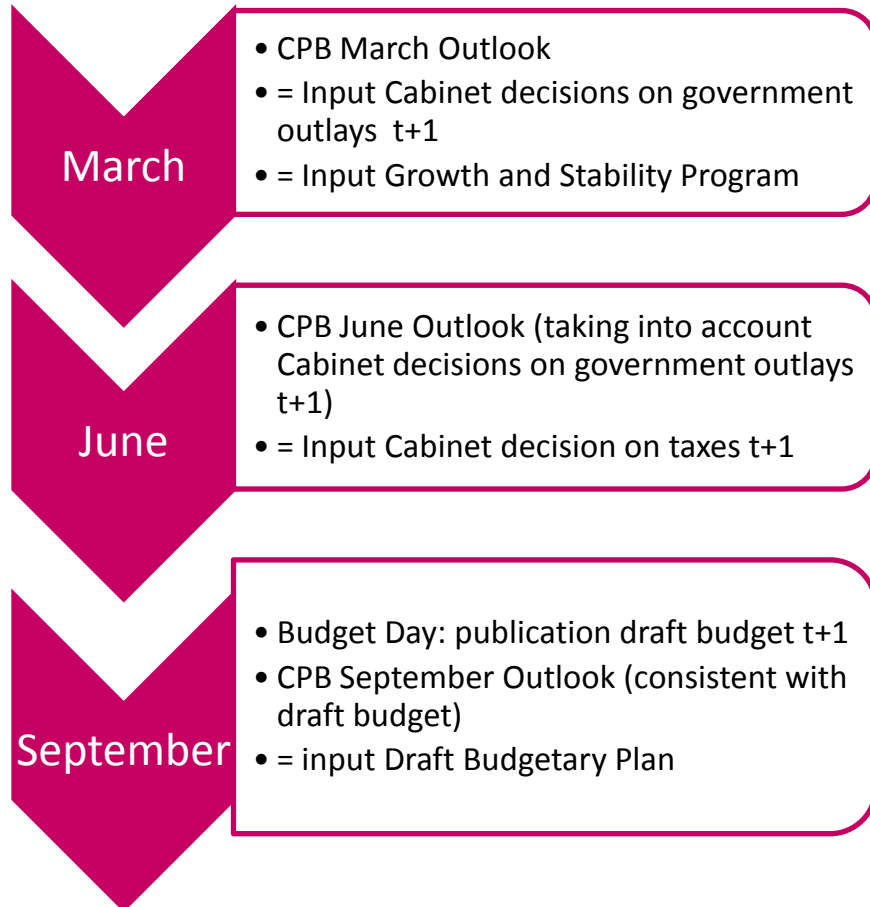 March
• CPB March Outlook
• = Input Cabinet decisions on government
outlays t+1
• = Input Growth and Stability Program
June
• CPB June Outlook (taking into account
Cabinet decisions on government outlays
t+1)
• = Input Cabinet decision on taxes t+1
September
• Budget Day: publication draft budget t+1
• CPB September Outlook (consistent with
draft budget)
• = input Draft Budgetary Plan